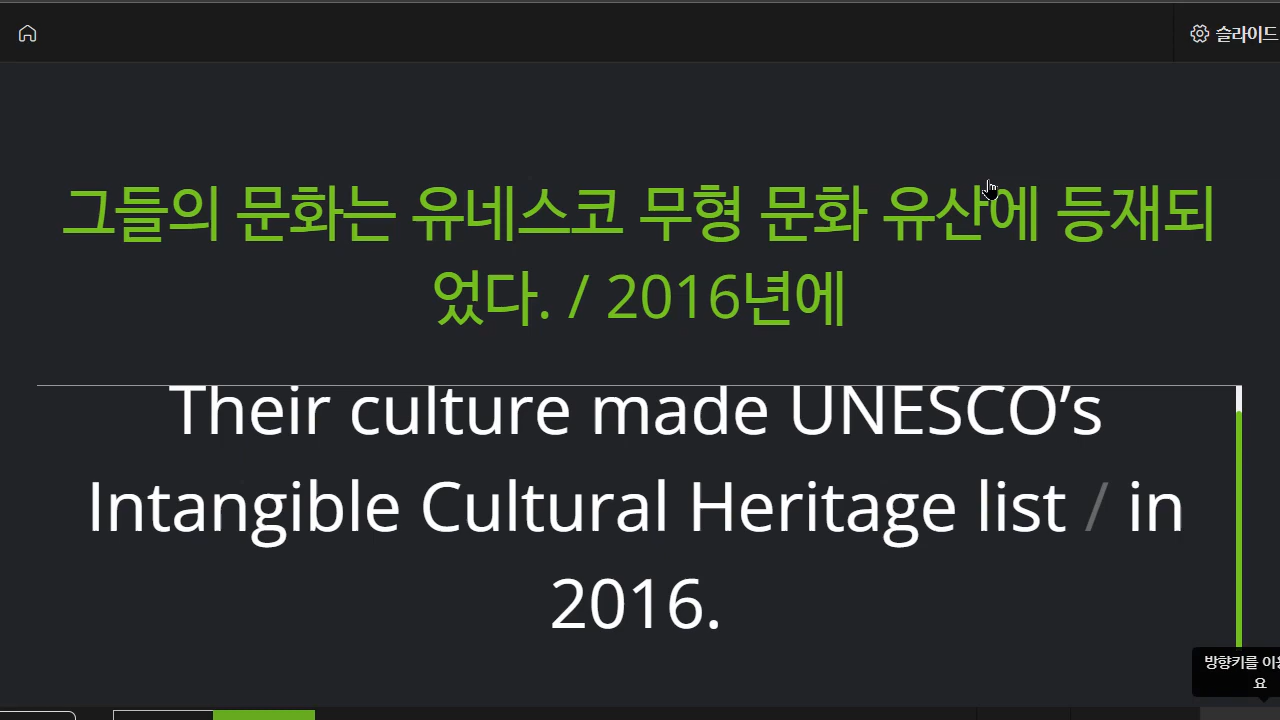 슬라이드
그들의 문화는 유네스코 무형 문화 유산에 등재되
었다. / 2016년에
Their culture made UNESCO’s
Intangible Cultural Heritage list / in
2016.
방향키를 이용
요